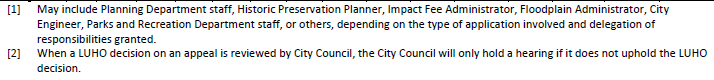 [1] May include Planning Department staff, Historic Preservation Planner, Impact Fee Administrator, Floodplain Administrator, City
Engineer, Parks and Recreation Department staff, or others, depending on the type of application involved and delegation of
responsibilities granted.
[2] When a LUHO decision on an appeal is reviewed by City Council, the City Council will only hold a hearing if it does not uphold the LUHO
decision.